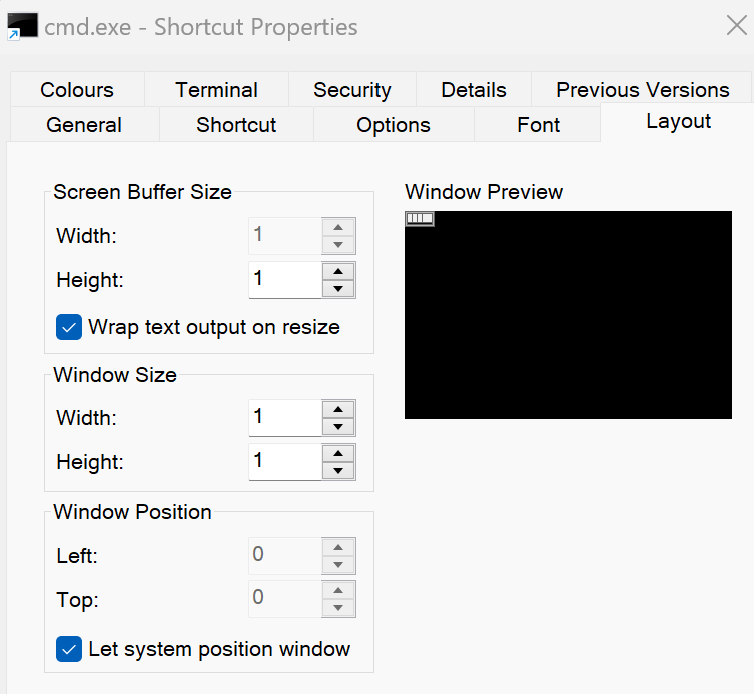 cmd.exe - Shortcut Properties
Colours Terminal Security Details Previous Versions
General Shortcut Options Font Layout
Screen Buffer Size
Width: 1
Height: 1
Wrap text output on resize
Window Size
Width: 1
Height: 1
Window Position
Left: 0
Top: 0
Let system position window
Window Preview